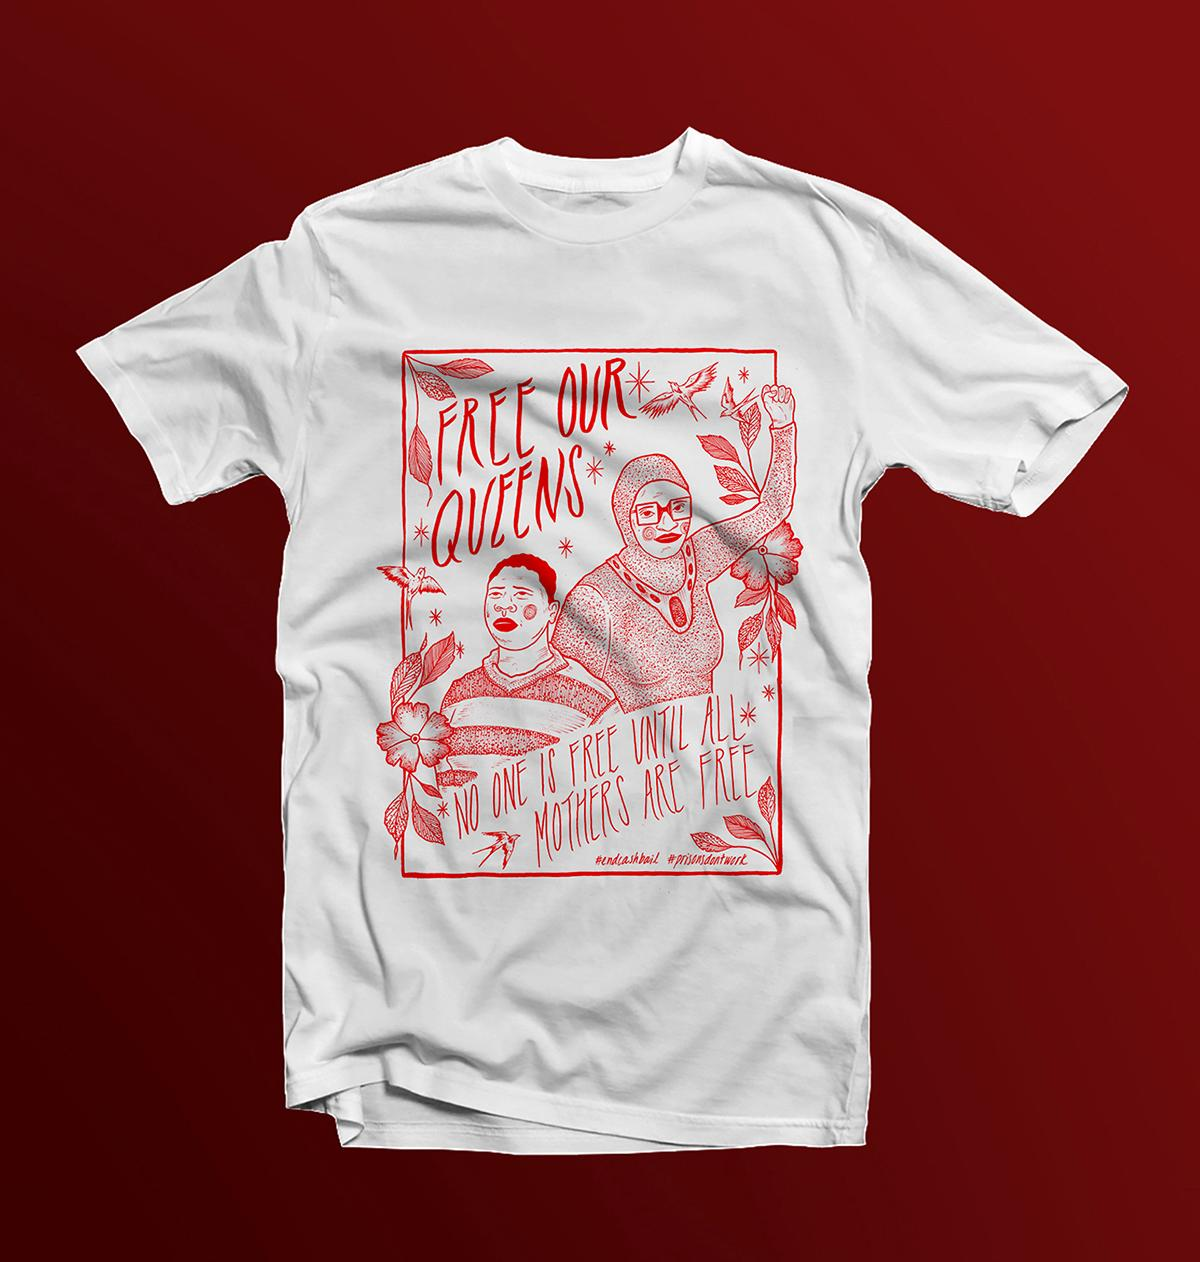 FREE OUR
QUEENS
NO ONE IS FREE UNTIL ALL
MOTHERS ARE FREE
#endcashbail #prisonsdontwork